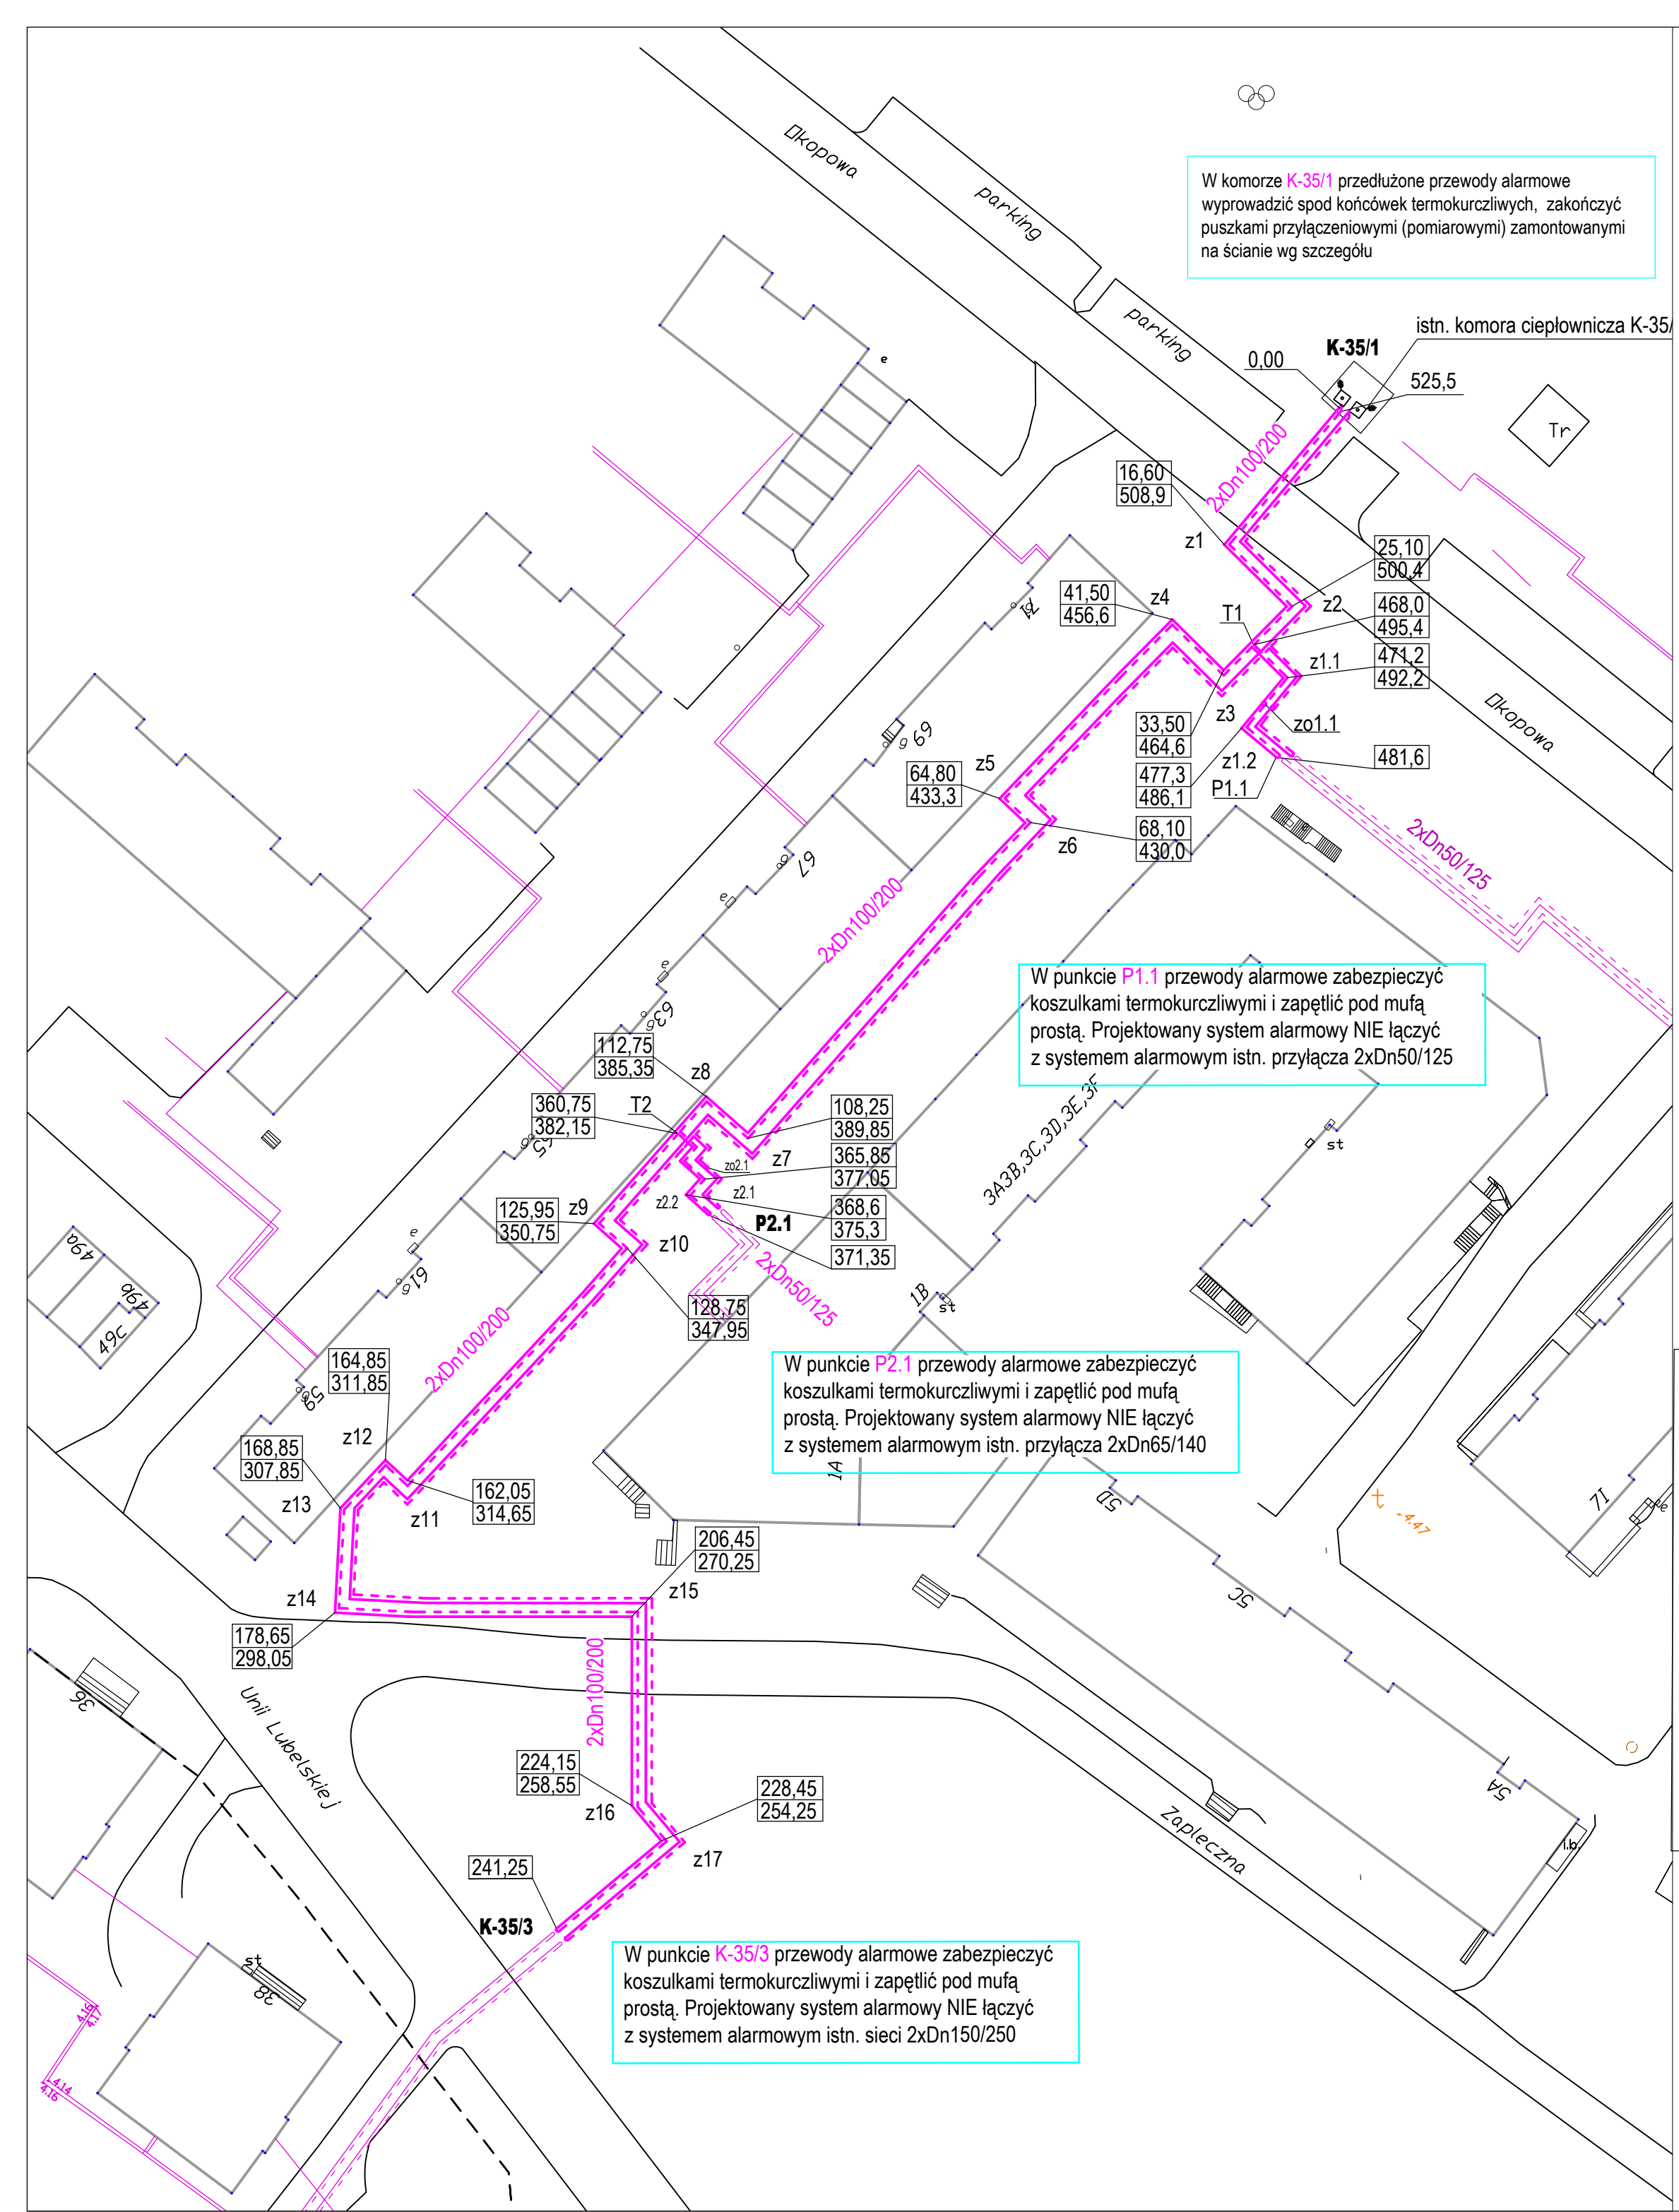 Okopowa
parking
W komorze K-35/1 przedłużone przewody alarmowe
wyprowadzić spod końcówek termokurczliwych, zakończyć
puszkami przyłączeniowymi (pomiarowymi) zamontowanymi
na ścianie wg szczegółu
parking
istn. komora ciepłownicza K-35/
K-35/1
0,00
525,5
e
Tr
2xDn100/200
16,60
508,9
z1
25,10
500,4
z2
41,50
456,6
z4
T1
468,0
495,4
71
z1.1
471,2
492,2
z3
33,50
464,6
zo1.1
Okopowa
69
z5
64,80
433,3
477,3
486,1
z1.2
P1.1
481,6
68,10
430,0
z6
2xDn50/125
67
e
2xDn100/200
W punkcie P1.1 przewody alarmowe zabezpieczyć
koszulkami termokurczliwymi i zapętlić pod mufą
prostą. Projektowany system alarmowy NIE łączyć
z systemem alarmowym istn. przyłącza 2xDn50/125
e
63
112,75
385,35
z8
360,75
382,15
T2
108,25
389,85
3A3B,3C,3D,3E,3F
st
65
z7
365,85
377,05
zo2.1
z2.1
z2.2
368,6
375,3
125,95
350,75
z9
P2.1
371,35
z10
49a
49b
49c
e
61
2xDn50/125
128,75
347,95
1B
st
164,85
311,85
2xDn100/200
59
W punkcie P2.1 przewody alarmowe zabezpieczyć
koszulkami termokurczliwymi i zapętlić pod mufą
prostą. Projektowany system alarmowy NIE łączyć
z systemem alarmowym istn. przyłącza 2xDn65/140
z12
168,85
307,85
z13
162,05
314,65
z11
1A
5D
-4.47
7I
206,45
270,25
z14
z15
5C
178,65
298,05
36
Unii Lubelskiej
2xDn100/200
224,15
258,55
z16
228,45
254,25
5A
z17
Zapleczna
i.b.
241,25
K-35/3
W punkcie K-35/3 przewody alarmowe zabezpieczyć
koszulkami termokurczliwymi i zapętlić pod mufą
prostą. Projektowany system alarmowy NIE łączyć
z systemem alarmowym istn. sieci 2xDn150/250
st
38
4.16
4.17
4.14
4.16